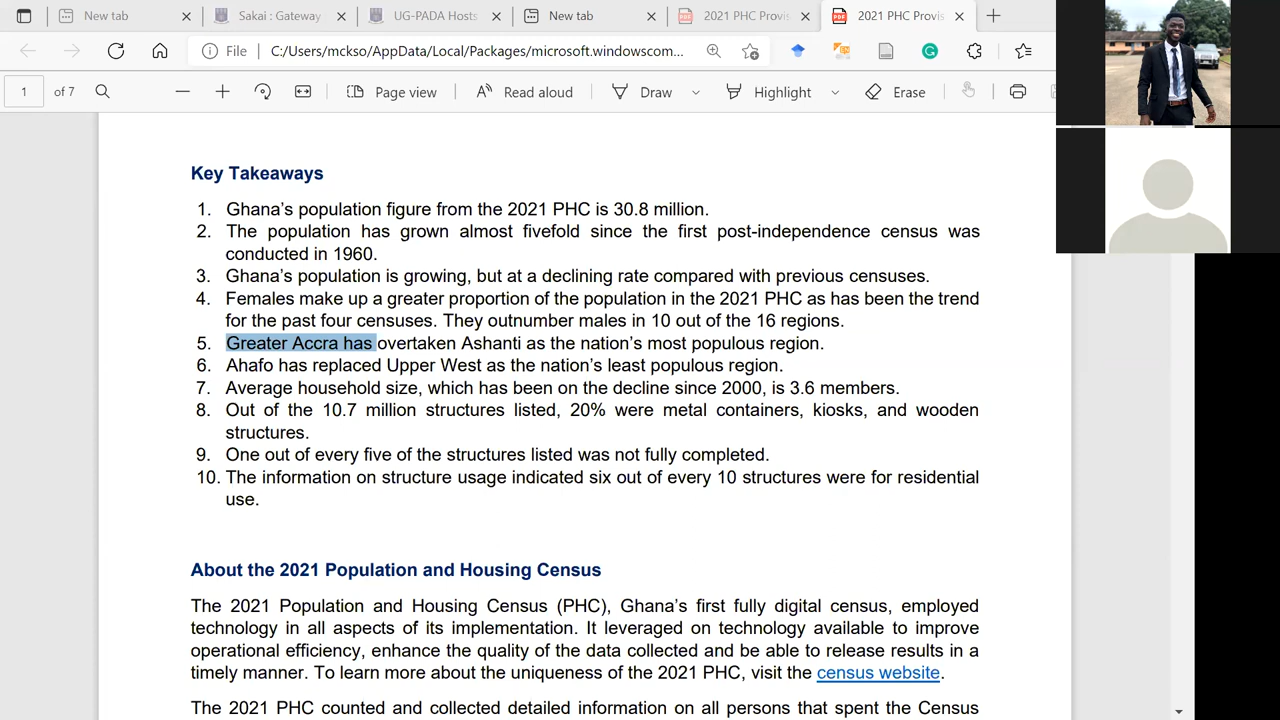 New tab
Sakai : Gateway
UG-PADA Hosts
New tab
2021 PHC Provis
2021 PHC Provis
File
C:/Users/mckso/AppData/Local/Packages/microsoft.windowscom...
1 of 7
Page view
Read aloud
Draw
Highlight
Erase
Key Takeaways
1. Ghana’s population figure from the 2021 PHC is 30.8 million.
2. The population has grown almost fivefold since the first post-independence census was
conducted in 1960.
3. Ghana’s population is growing, but at a declining rate compared with previous censuses.
4. Females make up a greater proportion of the population in the 2021 PHC as has been the trend
for the past four censuses. They outnumber males in 10 out of the 16 regions.
5. Greater Accra has overtaken Ashanti as the nation’s most populous region.
6. Ahafo has replaced Upper West as the nation’s least populous region.
7. Average household size, which has been on the decline since 2000, is 3.6 members.
8. Out of the 10.7 million structures listed, 20% were metal containers, kiosks, and wooden
structures.
9. One out of every five of the structures listed was not fully completed.
10. The information on structure usage indicated six out of every 10 structures were for residential
use.
About the 2021 Population and Housing Census
The 2021 Population and Housing Census (PHC), Ghana’s first fully digital census, employed
technology in all aspects of its implementation. It leveraged on technology available to improve
operational efficiency, enhance the quality of the data collected and be able to release results in a
timely manner. To learn more about the uniqueness of the 2021 PHC, visit the census website.
The 2021 PHC counted and collected detailed information on all persons that spent the Census